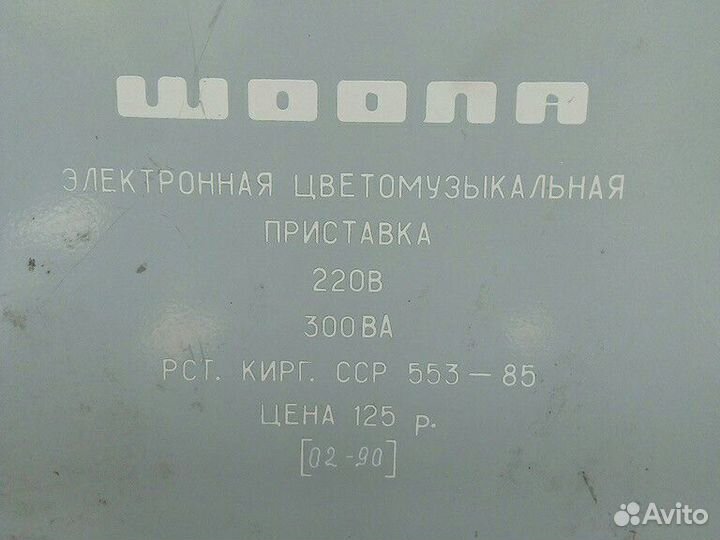 ШООЛА
ЭЛЕКТРОННАЯ ЦВЕТОМУЗЫКАЛЬНАЯ
ПРИСТАВКА
220В
300ВА
РСТ. КИРГ. ССР 553-85
ЦЕНА 125 р.
[02-90]
Avito